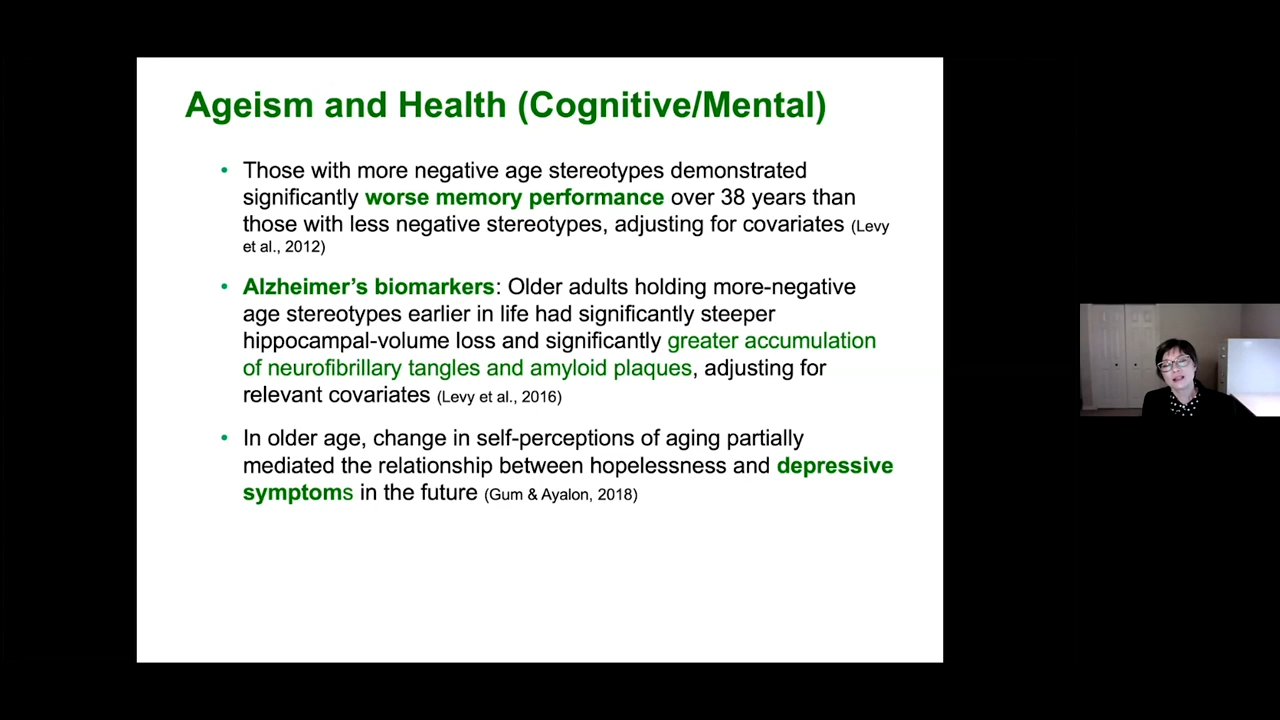 Ageism and Health (Cognitive/Mental)
• Those with more negative age stereotypes demonstrated
significantly worse memory performance over 38 years than
those with less negative stereotypes, adjusting for covariates (Levy
et al., 2012)
• Alzheimer’s biomarkers: Older adults holding more-negative
age stereotypes earlier in life had significantly steeper
hippocampal-volume loss and significantly greater accumulation
of neurofibrillary tangles and amyloid plaques, adjusting for
relevant covariates (Levy et al., 2016)
• In older age, change in self-perceptions of aging partially
mediated the relationship between hopelessness and depressive
symptoms in the future (Gum & Ayalon, 2018)